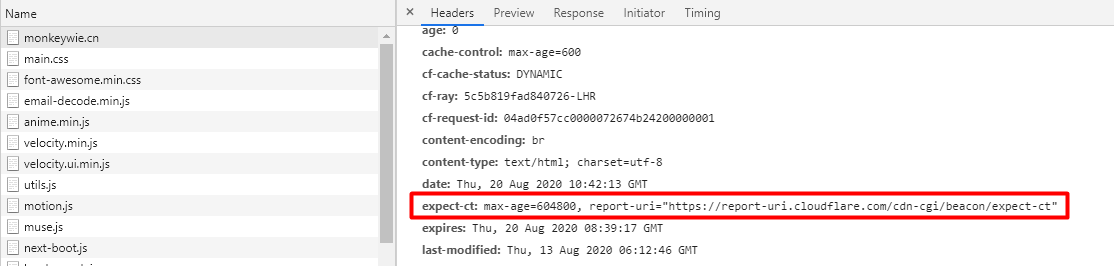 Name
monkeywie.cn
main.css
font-awesome.min.css
email-decode.min.js
anime.min.js
velocity.min.js
velocity.ui.min.js
utils.js
motion.js
muse.js
next-boot.js
Headers Preview Response Initiator Timing
age: 0
cache-control: max-age=600
cf-cache-status: DYNAMIC
cf-ray: 5c5b819fad840726-LHR
cf-request-id: 04ad0f57cc0000072674b24200000001
content-encoding: br
content-type: text/html; charset=utf-8
date: Thu, 20 Aug 2020 10:42:13 GMT
expect-ct: max-age=604800, report-uri="https://report-uri.cloudflare.com/cdn-cgi/beacon/expect-ct"
expires: Thu, 20 Aug 2020 08:39:17 GMT
last-modified: Thu, 13 Aug 2020 06:12:46 GMT